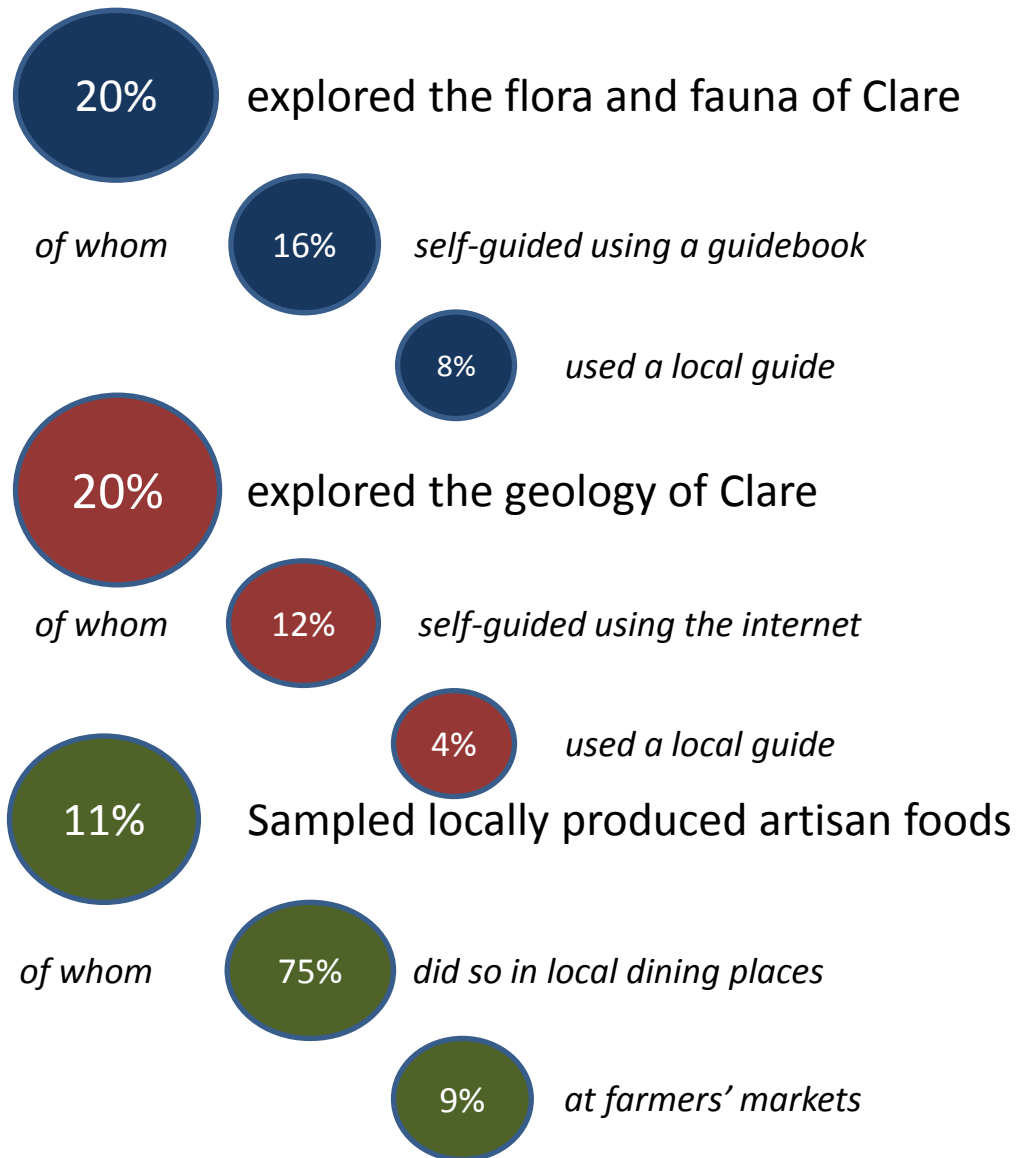 20% explored the flora and fauna of Clare
of whom 16% self-guided using a guidebook
8% used a local guide
20% explored the geology of Clare
of whom 12% self-guided using the internet
4% used a local guide
11% Sampled locally produced artisan foods
of whom 75% did so in local dining places
9% at farmers’ markets